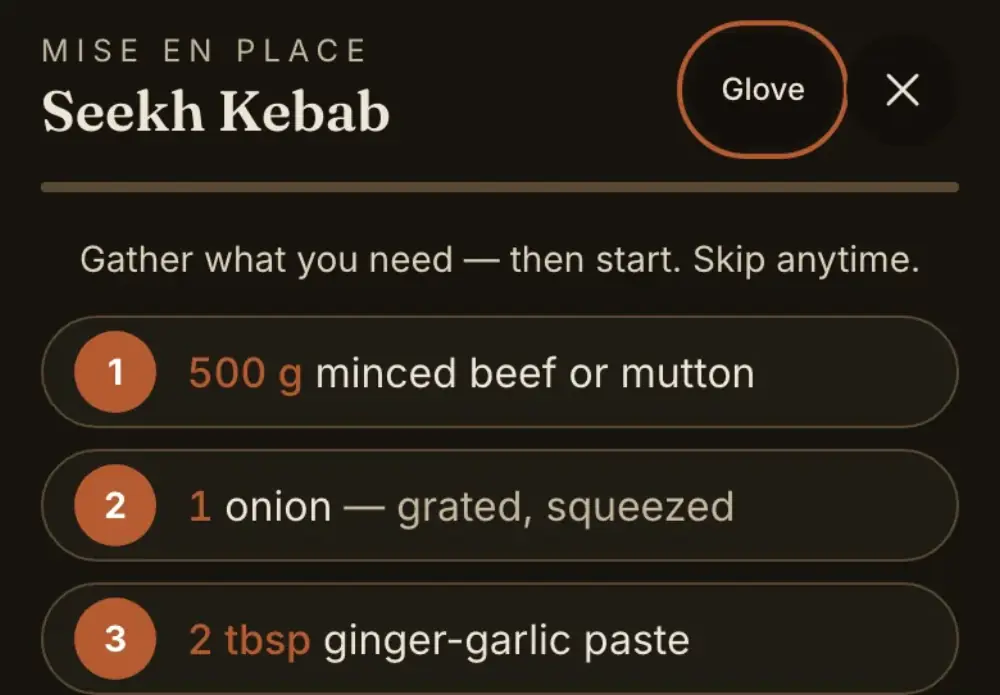 MISE EN PLACE
Seekh Kebab
Glove
Gather what you need — then start. Skip anytime.
1 500 g minced beef or mutton
2 1 onion — grated, squeezed
3 2 tbsp ginger-garlic paste